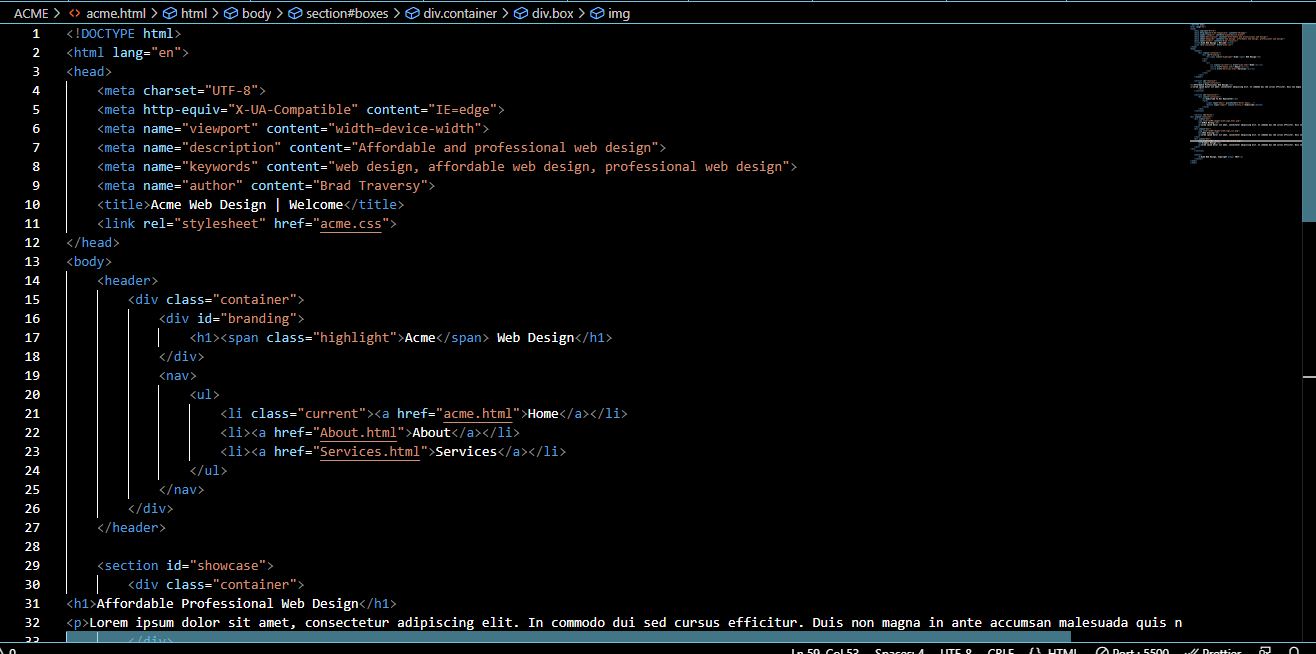 ACME > <> acme.html > html > body > section#boxes > div.container > div.box > img
1 <!DOCTYPE html>
2 <html lang="en">
3 <head>
4 <meta charset="UTF-8">
5 <meta http-equiv="X-UA-Compatible" content="IE=edge">
6 <meta name="viewport" content="width=device-width">
7 <meta name="description" content="Affordable and professional web design">
8 <meta name="keywords" content="web design, affordable web design, professional web design">
9 <meta name="author" content="Brad Traversy">
10 <title>Acme Web Design | Welcome</title>
11 <link rel="stylesheet" href="acme.css">
12 </head>
13 <body>
14 <header>
15 <div class="container">
16 <div id="branding">
17 <h1><span class="highlight">Acme</span> Web Design</h1>
18 </div>
19 <nav>
20 <ul>
21 <li class="current"><a href="acme.html">Home</a></li>
22 <li><a href="About.html">About</a></li>
23 <li><a href="Services.html">Services</a></li>
24 </ul>
25 </nav>
26 </div>
27 </header>
28
29 <section id="showcase">
30 <div class="container">
31 <h1>Affordable Professional Web Design</h1>
32 <p>Lorem ipsum dolor sit amet, consectetur adipiscing elit. In commodo dui sed cursus efficitur. Duis non magna in ante accumsan malesuada quis n
33 </div>
0 Ln 59, Col 53 Spaces: 4 UTF-8 CRLF {} HTML Port : 5500 Prettier